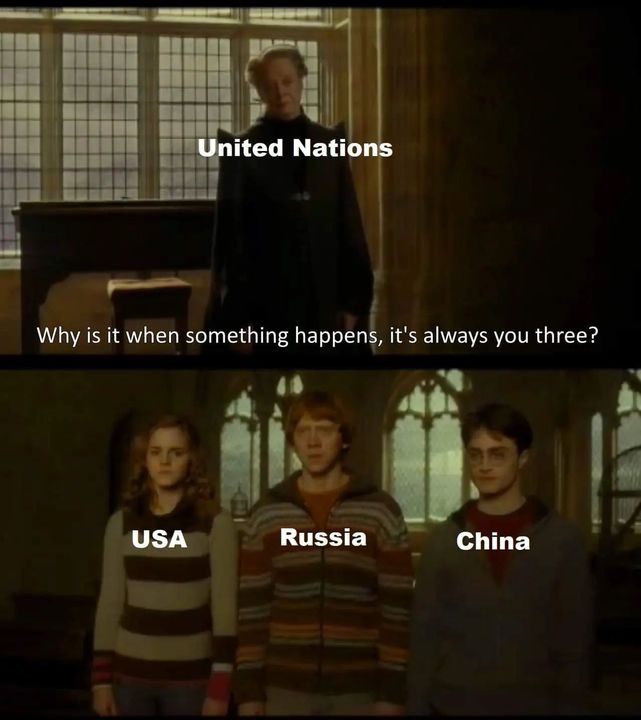 United Nations
Why is it when something happens, it's always you three?
USA
Russia
China